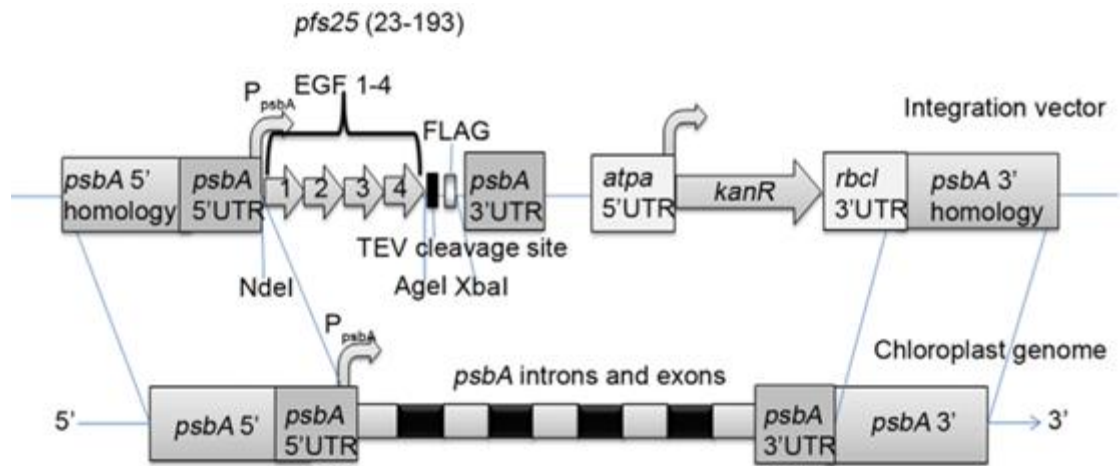 pfs25 (23-193)
EGF 1-4
PpsbA
FLAG
Integration vector
psbA 5'
homology
psbA
5'UTR
1 2 3 4
psbA
3'UTR
atpa
5'UTR
kanR
rbcl
3'UTR
psbA 3'
homology
TEV cleavage site
NdeI
AgeI XbaI
PpsbA
Chloroplast genome
psbA introns and exons
5'
psbA 5'
psbA
5'UTR
psbA
3'UTR
psbA 3'
3'